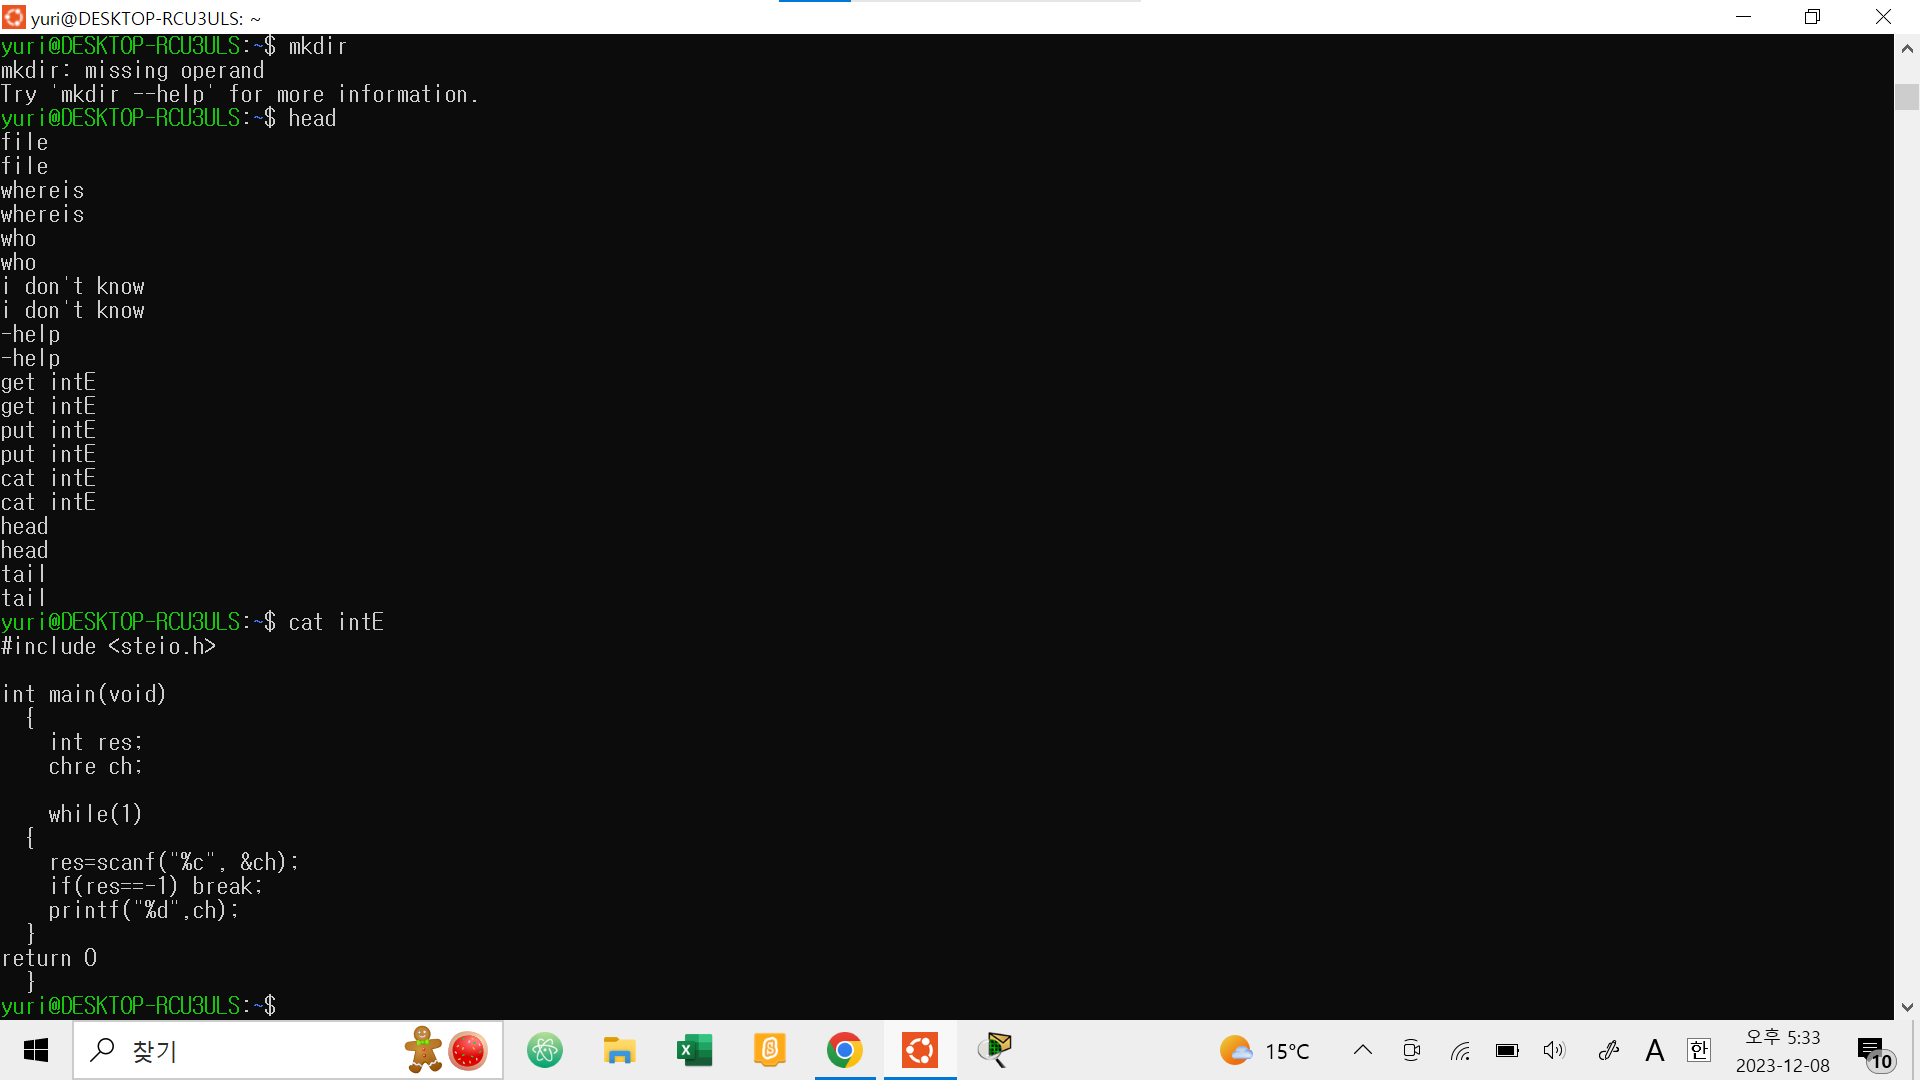 yuri@DESKTOP-RCU3ULS: ~
yuri@DESKTOP-RCU3ULS:~$ mkdir
mkdir: missing operand
Try 'mkdir --help' for more information.
yuri@DESKTOP-RCU3ULS:~$ head
file
file
whereis
whereis
who
who
i don't know
i don't know
-help
-help
get intE
get intE
put intE
put intE
cat intE
cat intE
head
head
tail
tail
yuri@DESKTOP-RCU3ULS:~$ cat intE
#include <steio.h>
int main(void)
{
int res;
chre ch;
while(1)
{
res=scanf("%c", &ch);
if(res==-1) break;
printf("%d",ch);
}
return 0
}
yuri@DESKTOP-RCU3ULS:~$
찾기
15°C
A
한
오후 5:33
2023-12-08
10